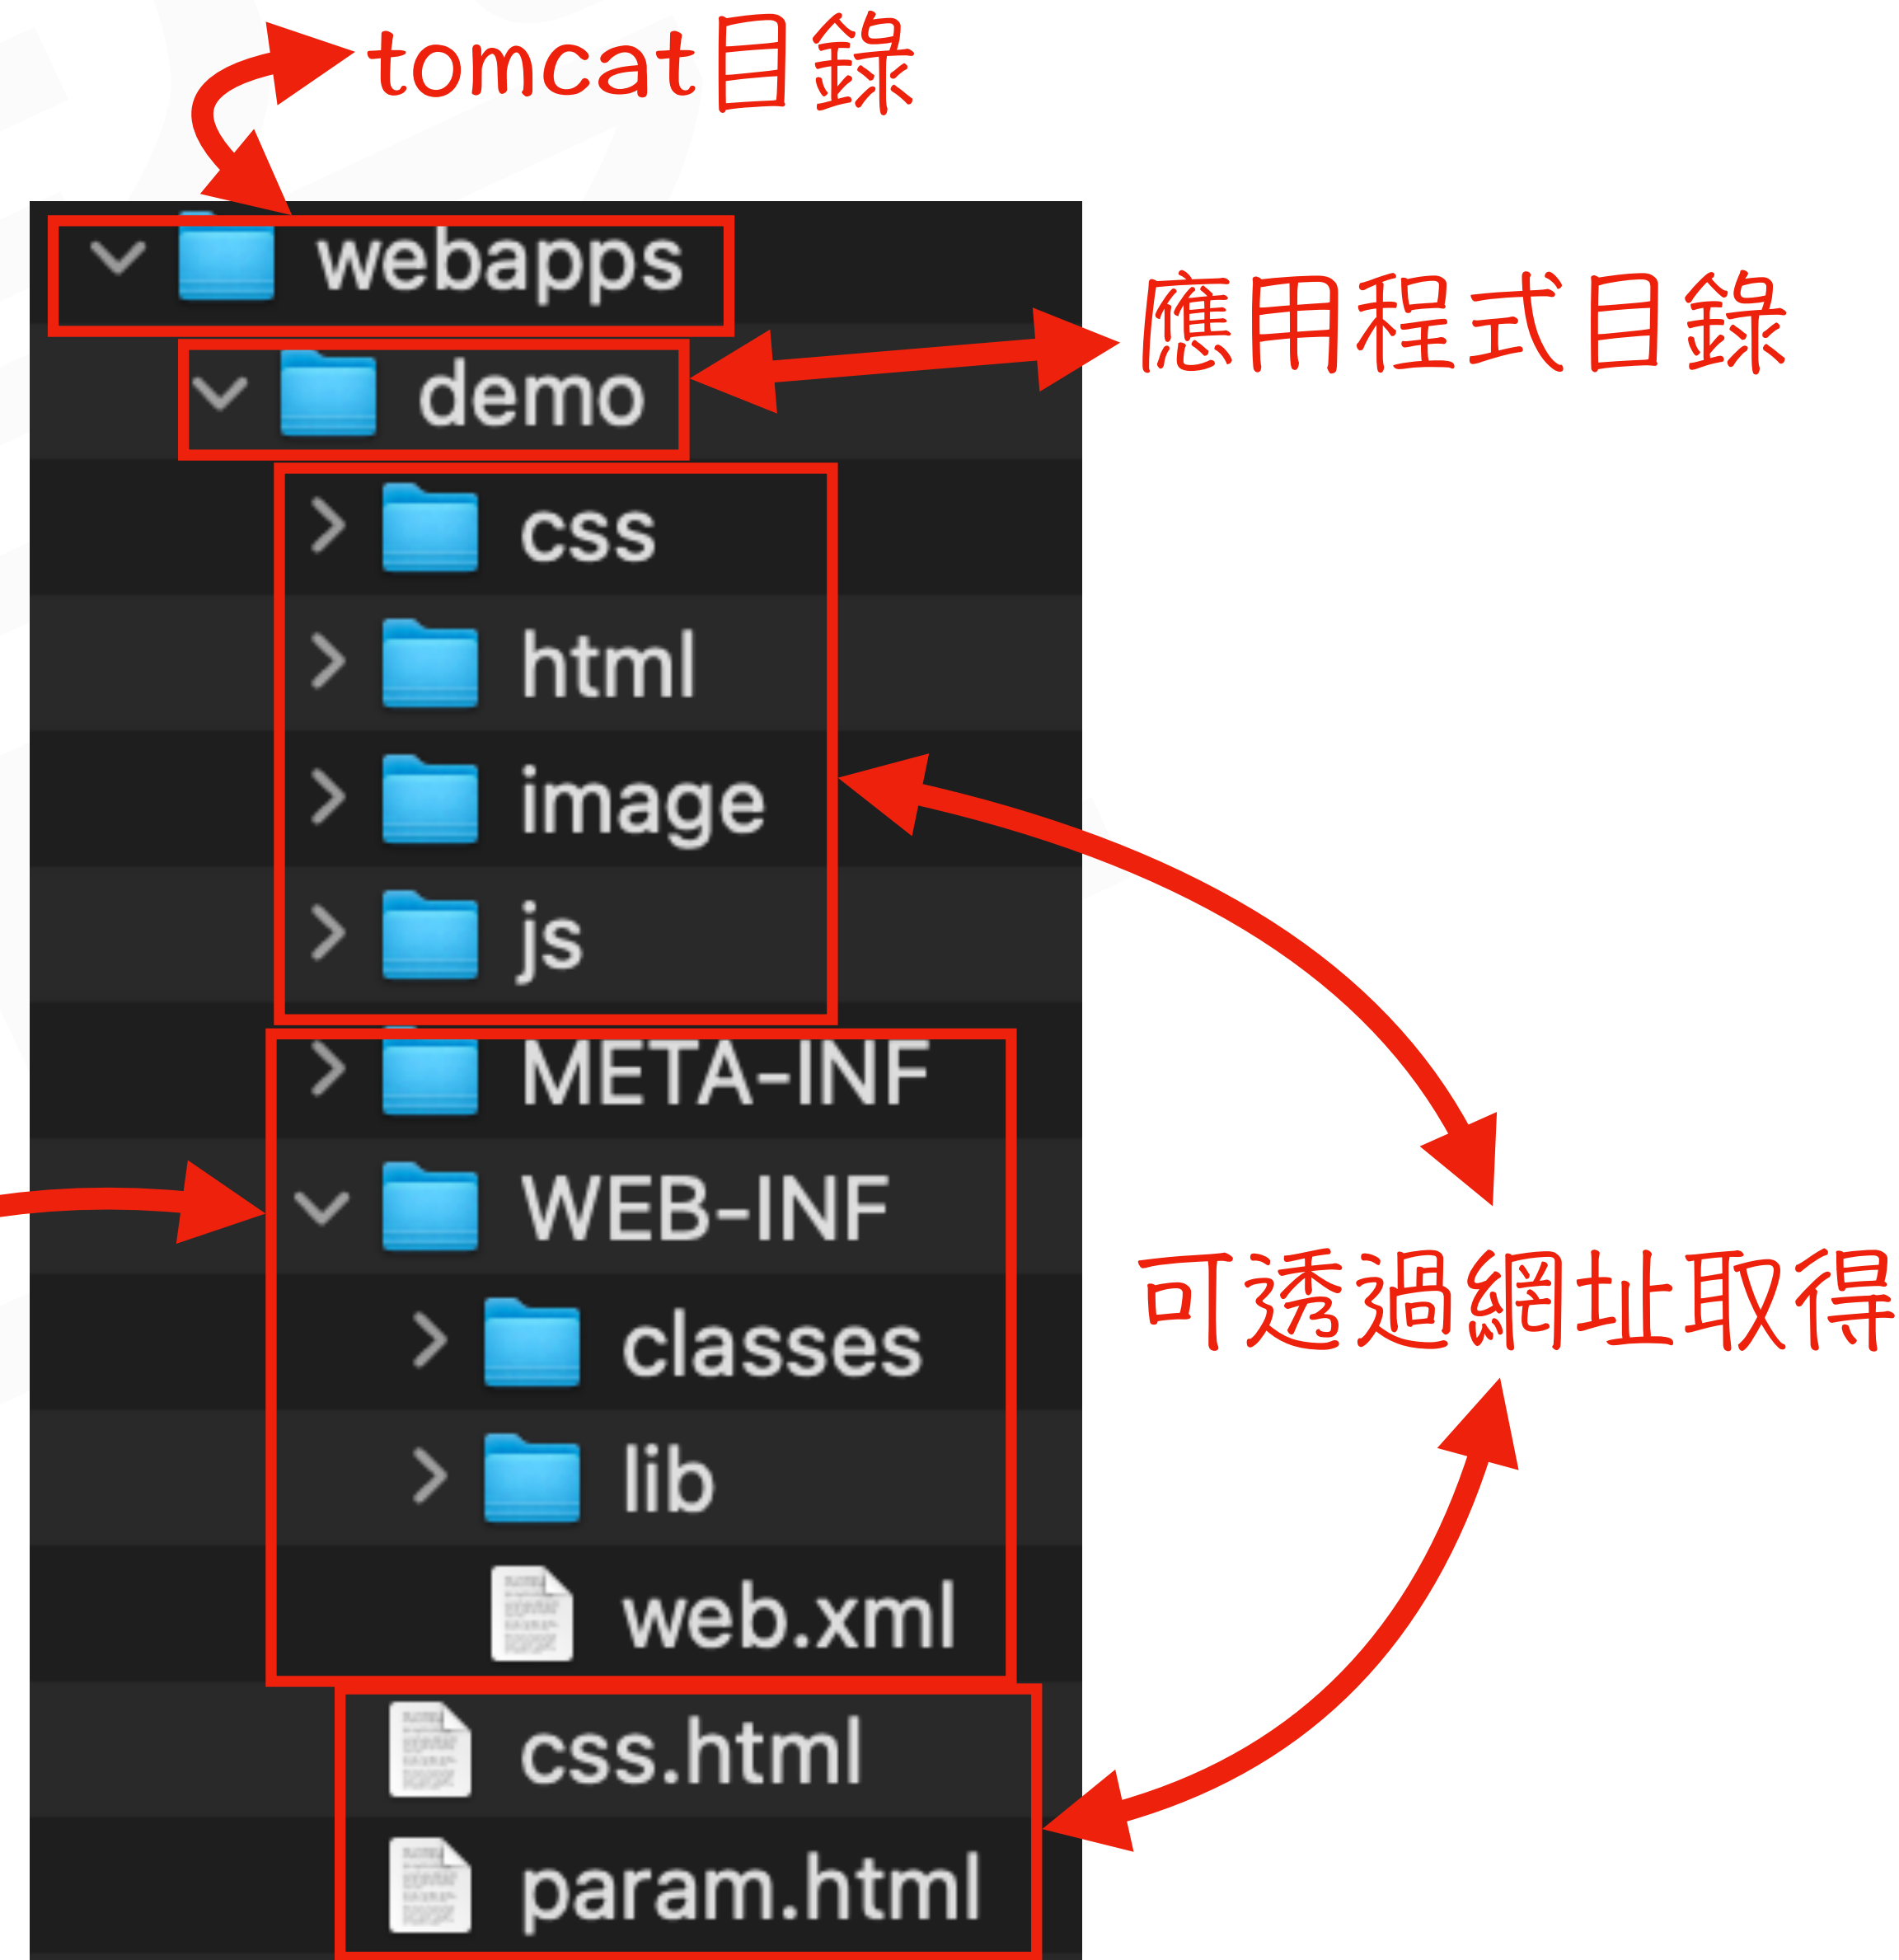 tomcat目錄
webapps
demo
應用程式目錄
css
html
image
js
META-INF
WEB-INF
可透過網址取得
classes
lib
web.xml
css.html
param.html